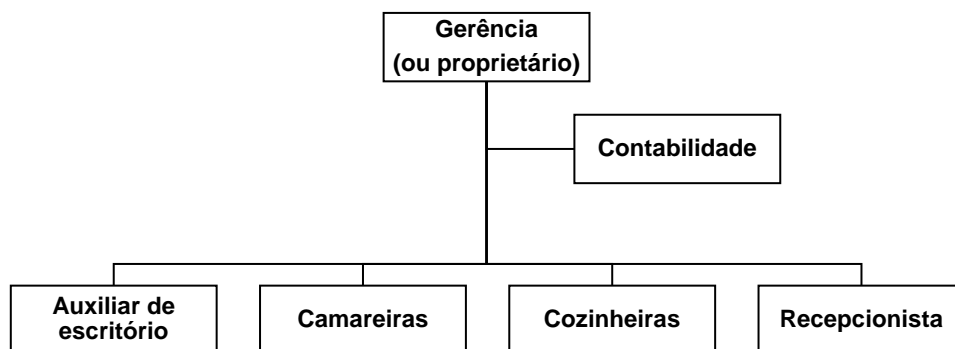 Gerência
(ou proprietário)
Contabilidade
Auxiliar de
escritório
Camareiras
Cozinheiras
Recepcionista